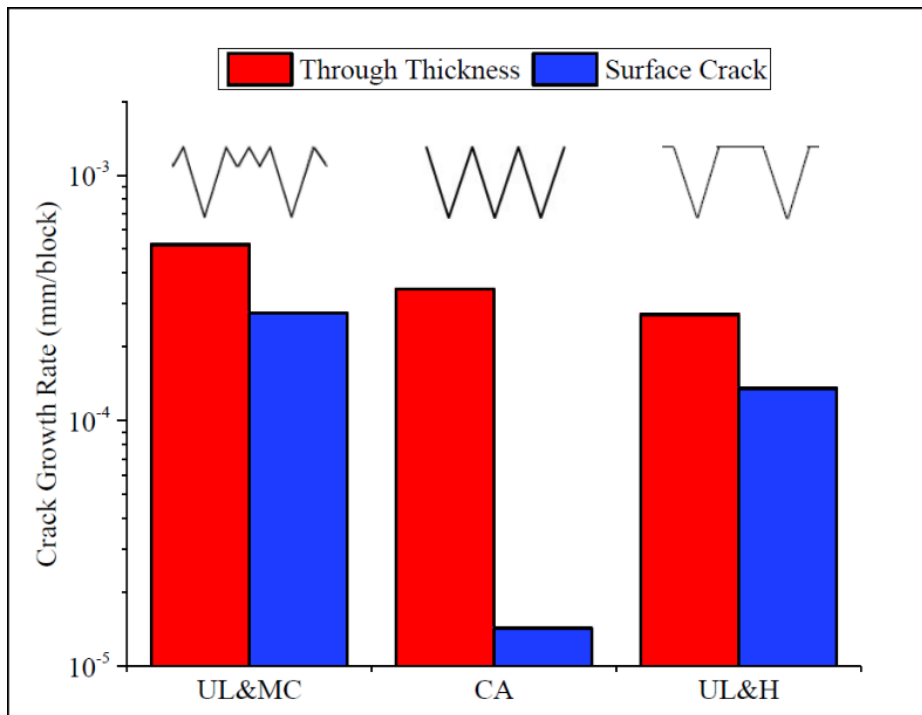 Through Thickness Surface Crack
Crack Growth Rate (mm/block)
10⁻³
10⁻⁴
10⁻⁵
UL&MC CA UL&H